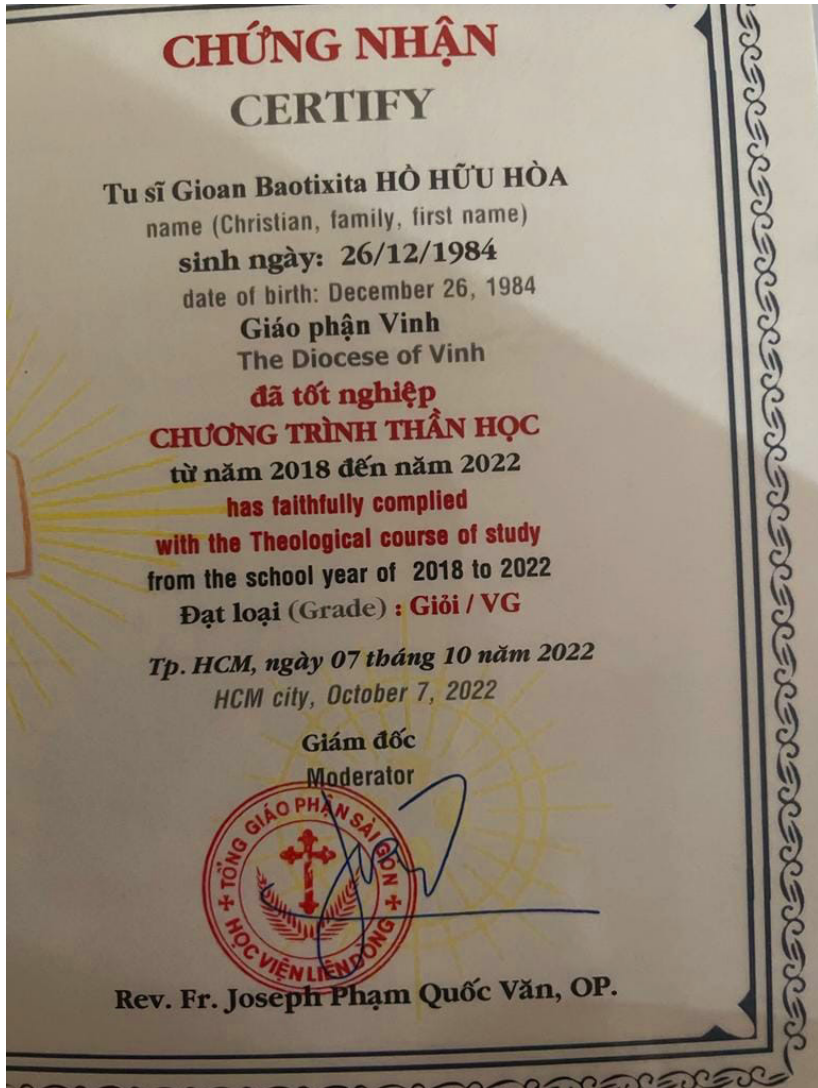 CHỨNG NHẬN
CERTIFY
Tu sĩ Gioan Baotixita HỒ HỮU HÒA
name (Christian, family, first name)
sinh ngày: 26/12/1984
date of birth: December 26, 1984
Giáo phận Vinh
The Diocese of Vinh
đã tốt nghiệp
CHƯƠNG TRÌNH THẦN HỌC
từ năm 2018 đến năm 2022
has faithfully complied
with the Theological course of study
from the school year of 2018 to 2022
Đạt loại (Grade) : Giỏi / VG
Tp. HCM, ngày 07 tháng 10 năm 2022
HCM city, October 7, 2022
Giám đốc
Moderator
TỔNG GIÁO PHẬN SÀI GÒN
HỌC VIỆN LIÊN DÒNG
Rev. Fr. Joseph Phạm Quốc Văn, OP.